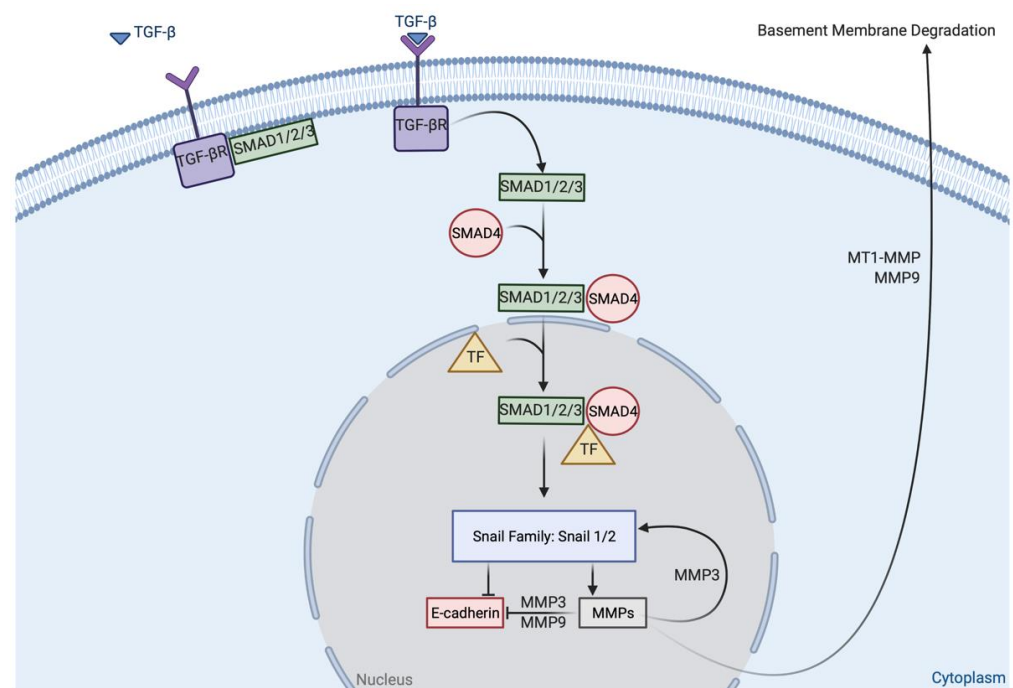 TGF-β
TGF-β
Basement Membrane Degradation
TGF-βR
SMAD1/2/3
TGF-βR
SMAD1/2/3
SMAD4
MT1-MMP
MMP9
SMAD1/2/3
SMAD4
TF
SMAD1/2/3
SMAD4
TF
Snail Family: Snail 1/2
MMP3
E-cadherin
MMP3
MMP9
MMPs
Nucleus
Cytoplasm